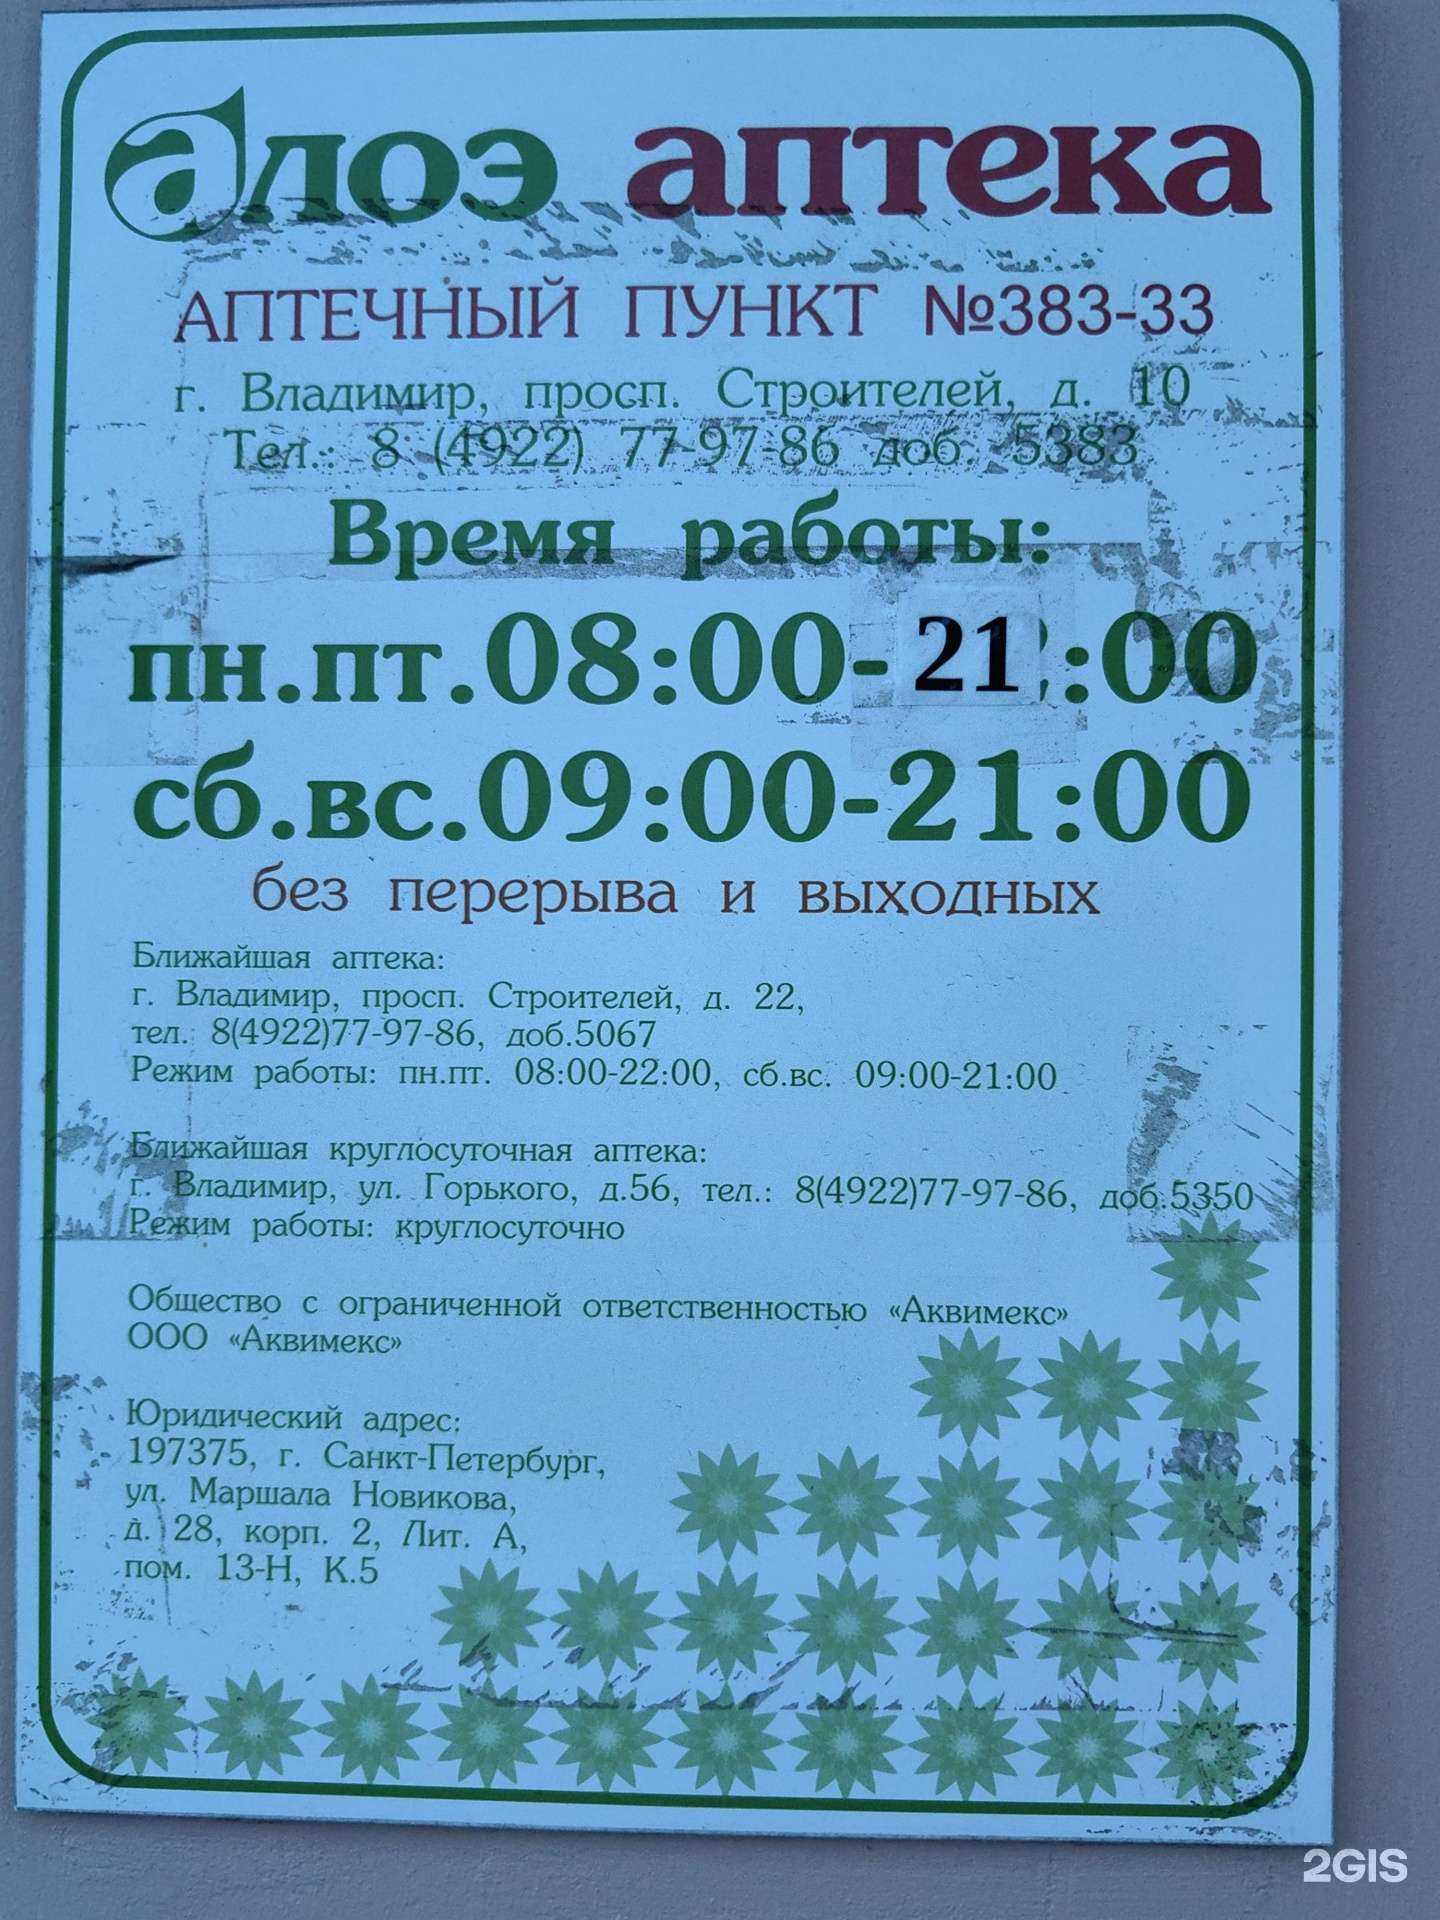 алоэ аптека
АПТЕЧНЫЙ ПУНКТ №383-33
г. Владимир, просп. Строителей, д. 10
Тел.: 8 (4922) 77-97-86 доб. 5383
Время работы:
пн.пт.08:00-21:00
сб.вс.09:00-21:00
без перерыва и выходных
Ближайшая аптека:
г. Владимир, просп. Строителей, д. 22,
тел. 8(4922)77-97-86, доб.5067
Режим работы: пн.пт. 08:00-22:00, сб.вс. 09:00-21:00
Ближайшая круглосуточная аптека:
г. Владимир, ул. Горького, д.56, тел.: 8(4922)77-97-86, доб.5350
Режим работы: круглосуточно
Общество с ограниченной ответственностью «Аквимекс»
ООО «Аквимекс»
Юридический адрес:
197375, г. Санкт-Петербург,
ул. Маршала Новикова,
д. 28, корп. 2, Лит. А,
пом. 13-Н, К.5
2GIS